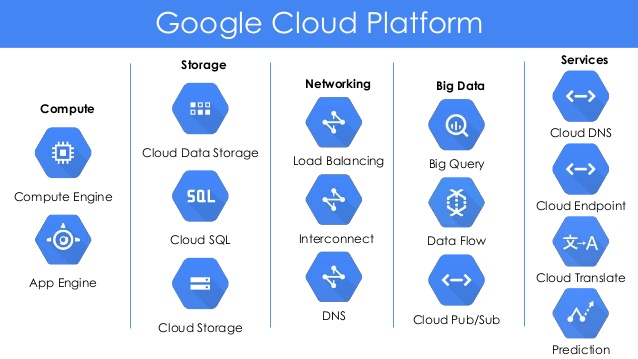 Google Cloud Platform
Compute
Compute Engine
App Engine
Storage
Cloud Data Storage
SQL
Cloud SQL
Cloud Storage
Networking
Load Balancing
Interconnect
DNS
Big Data
Big Query
Data Flow
Cloud Pub/Sub
Services
Cloud DNS
Cloud Endpoint
文→A
Cloud Translate
Prediction